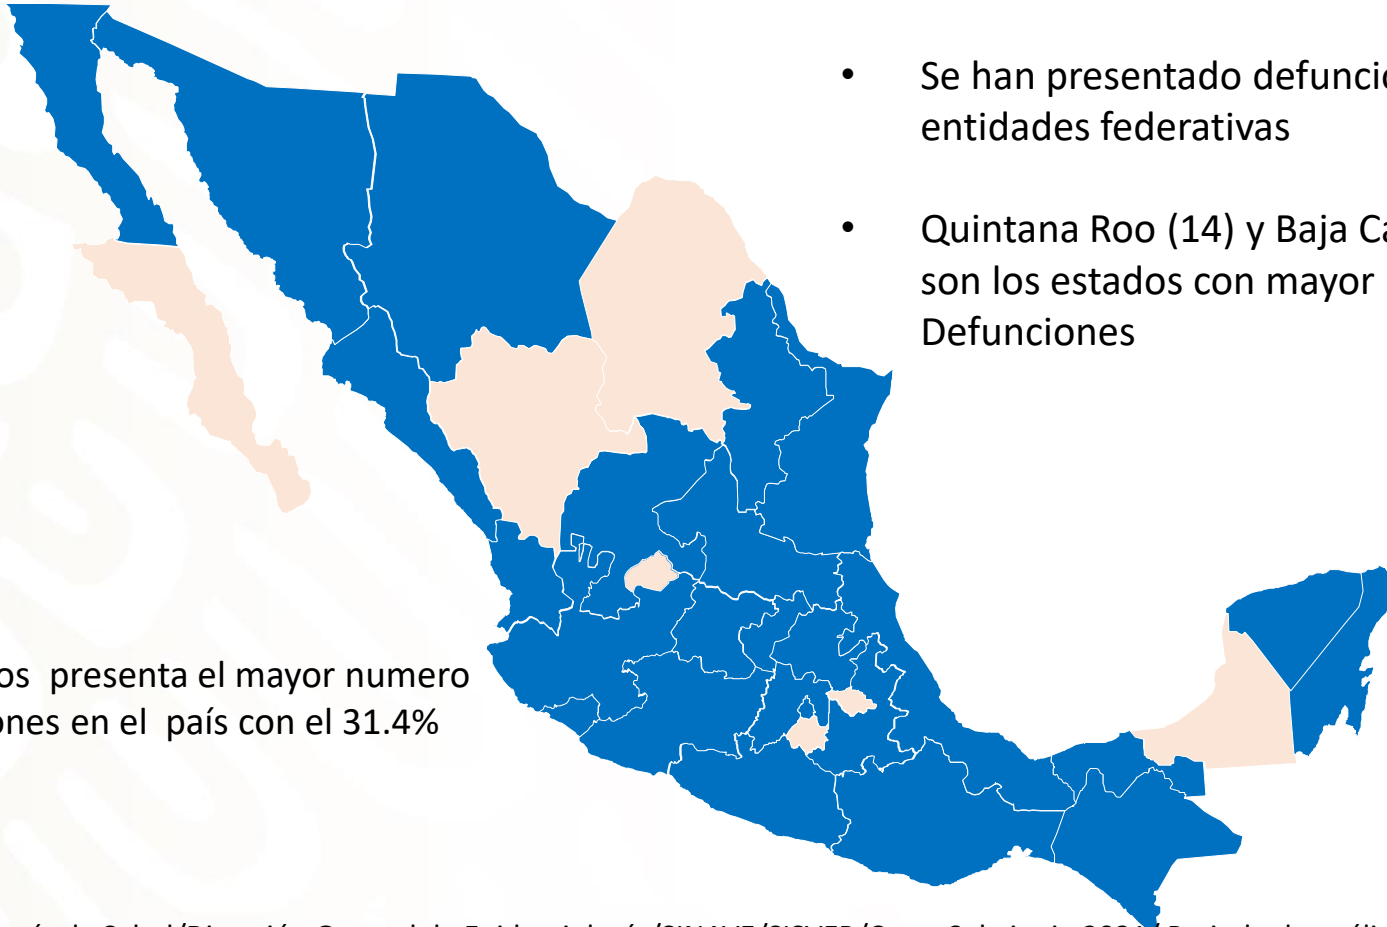 • Se han presentado defuncio
entidades federativas
• Quintana Roo (14) y Baja Ca
son los estados con mayor
Defunciones
os presenta el mayor numero
ones en el país con el 31.4%